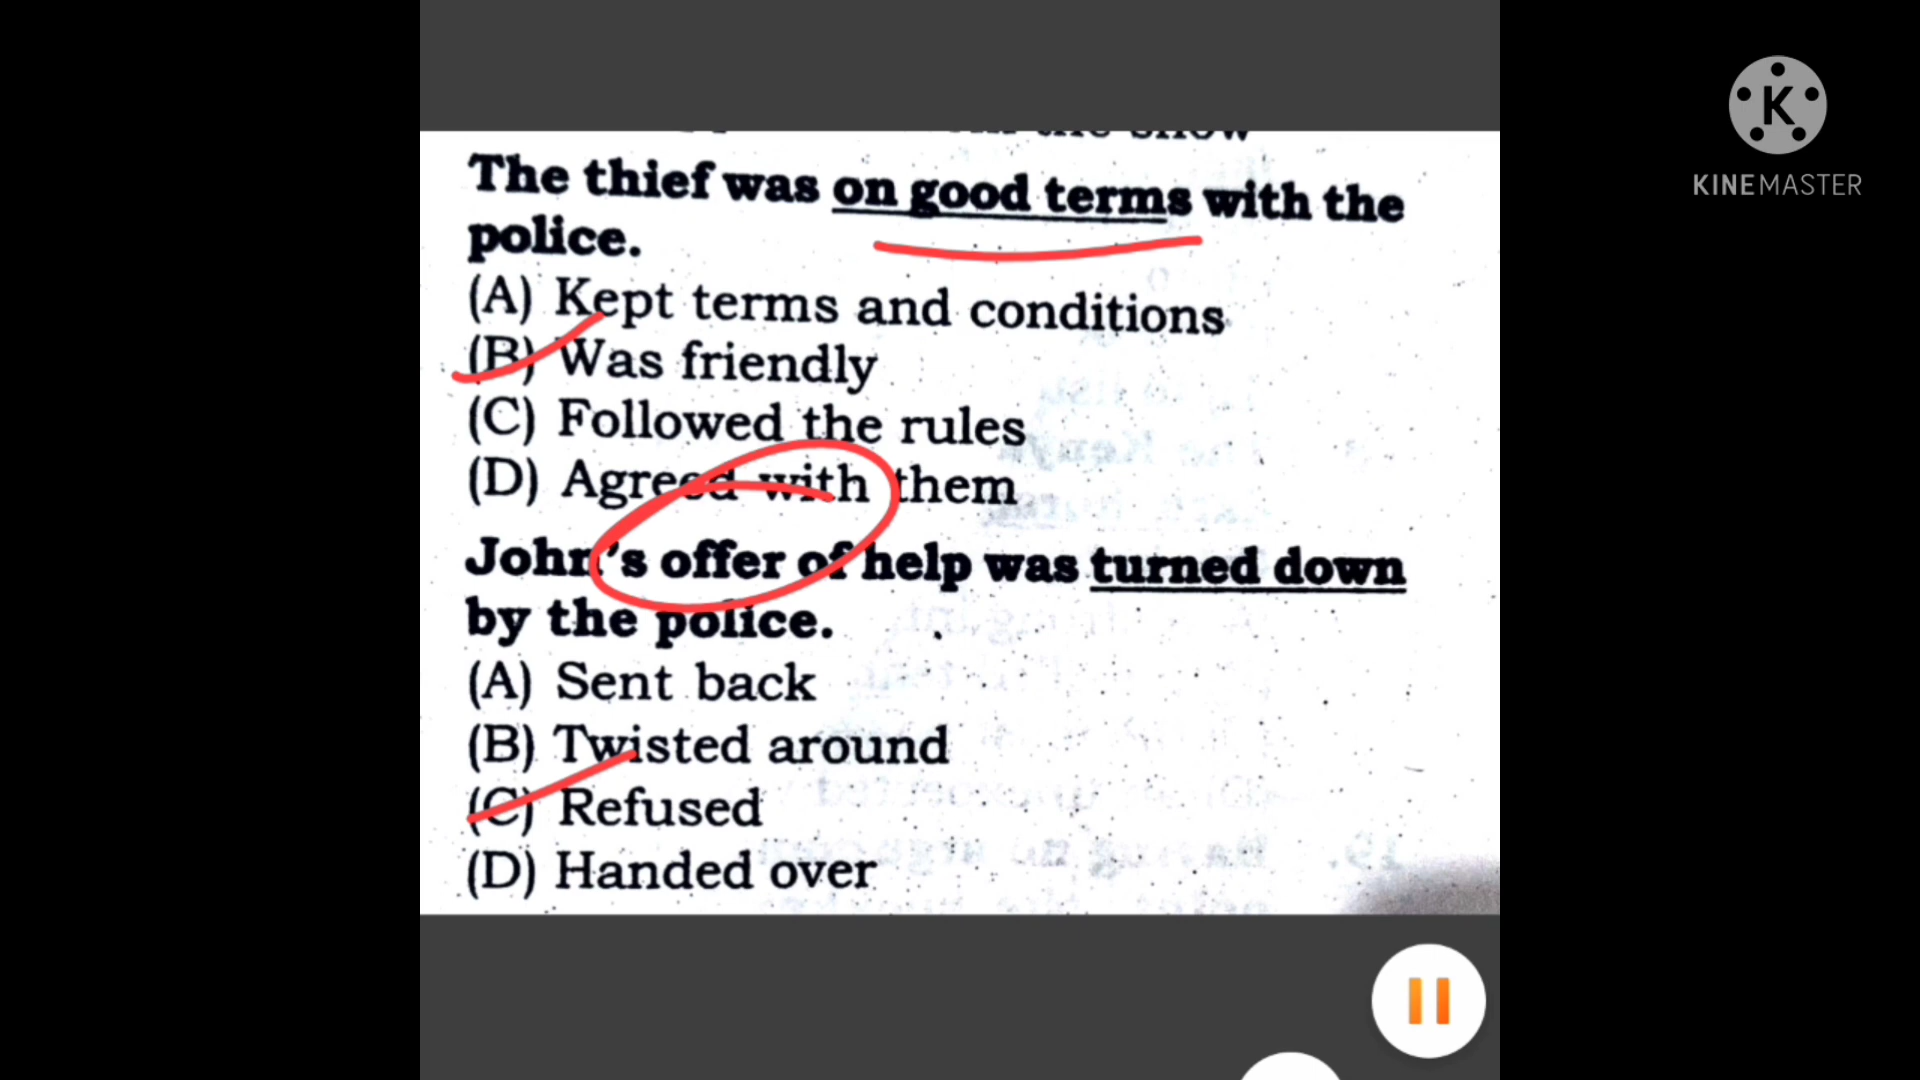 the show
The thief was on good terms with the
police.
(A) Kept terms and conditions
(B) Was friendly
(C) Followed the rules
(D) Agreed with them
John's offer of help was turned down
by the police.
(A) Sent back
(B) Twisted around
(C) Refused
(D) Handed over
K
KINEMASTER